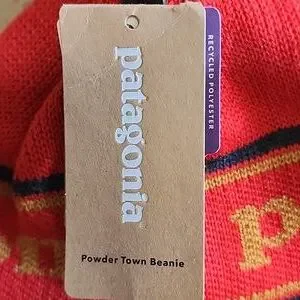 patagonia
RECYCLED POLYESTER
Powder Town Beanie
p